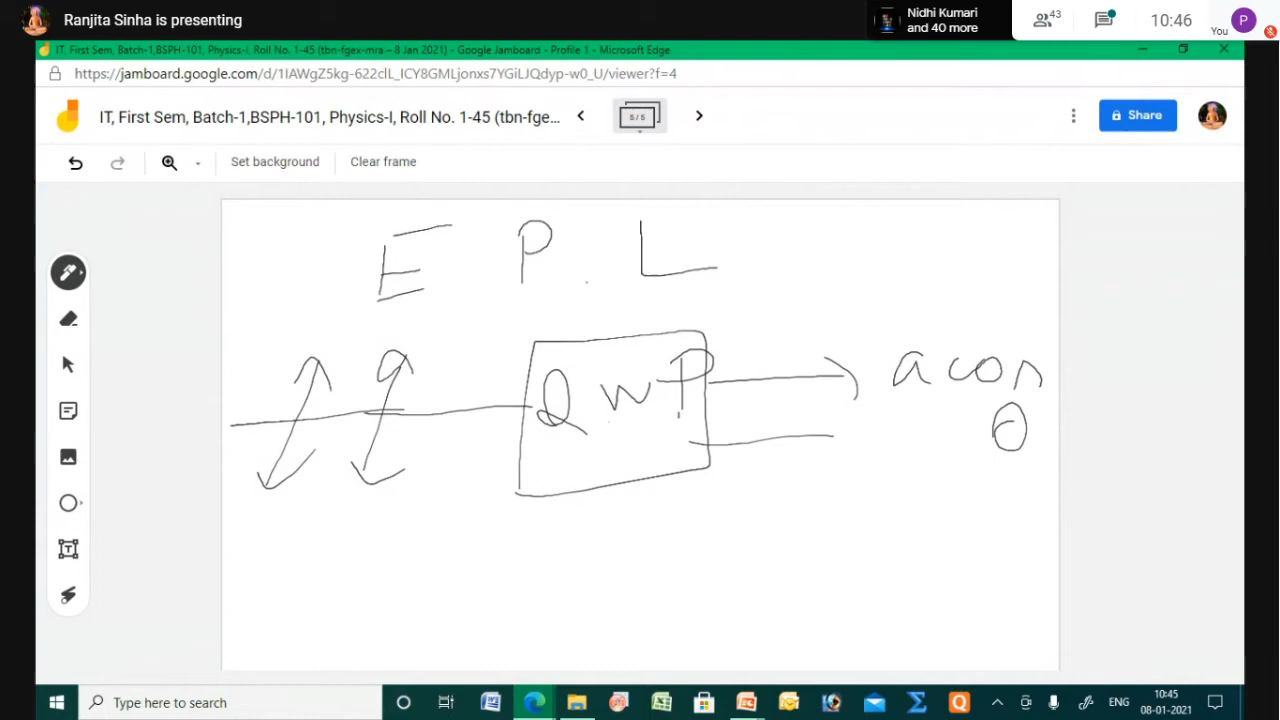 Ranjita Sinha is presenting
Nidhi Kumari
and 40 more
43
10:46
P
You
IT, First Sem, Batch-1,BSPH-101, Physics-I, Roll No. 1-45 (tbn-fgex-mra – 8 Jan 2021) - Google Jamboard - Profile 1 - Microsoft Edge
https://jamboard.google.com/d/1IAWgZ5kg-622clL_ICY8GMLjonxs7YGiLJQdyp-w0_U/viewer?f=4
IT, First Sem, Batch-1,BSPH-101, Physics-I, Roll No. 1-45 (tbn-fge...
5 / 5
Share
Set background
Clear frame
E P L
QWP
a cos
θ
Type here to search
ENG
10:45
08-01-2021